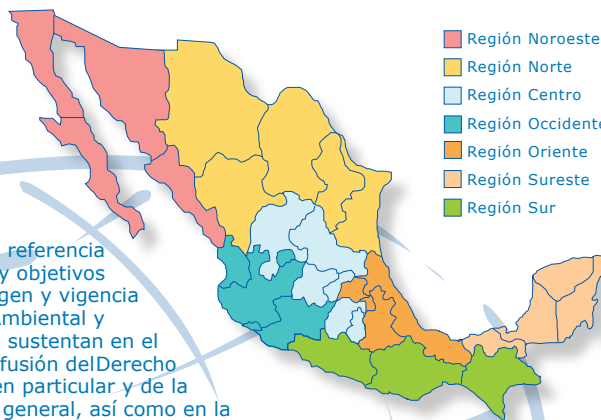 Región Noroeste
Región Norte
Región Centro
Región Occidente
Región Oriente
Región Sureste
Región Sur
referencia
y objetivos
gen y vigencia
mbiental y
sustentan en el
fusión delDerecho
en particular y de la
general, así como en la